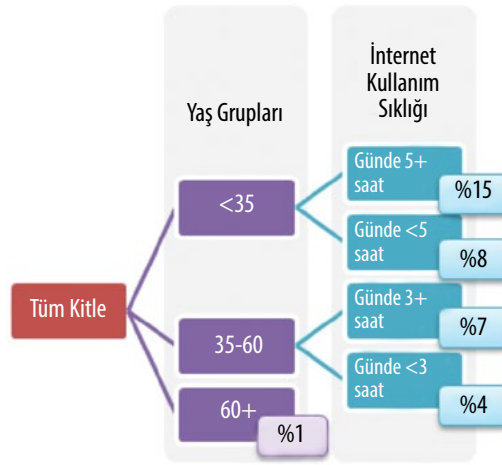 Yaş Grupları
İnternet
Kullanım
Sıklığı
Tüm Kitle
<35
Günde 5+
saat
%15
Günde <5
saat
%8
35-60
Günde 3+
saat
%7
Günde <3
saat
%4
60+
%1